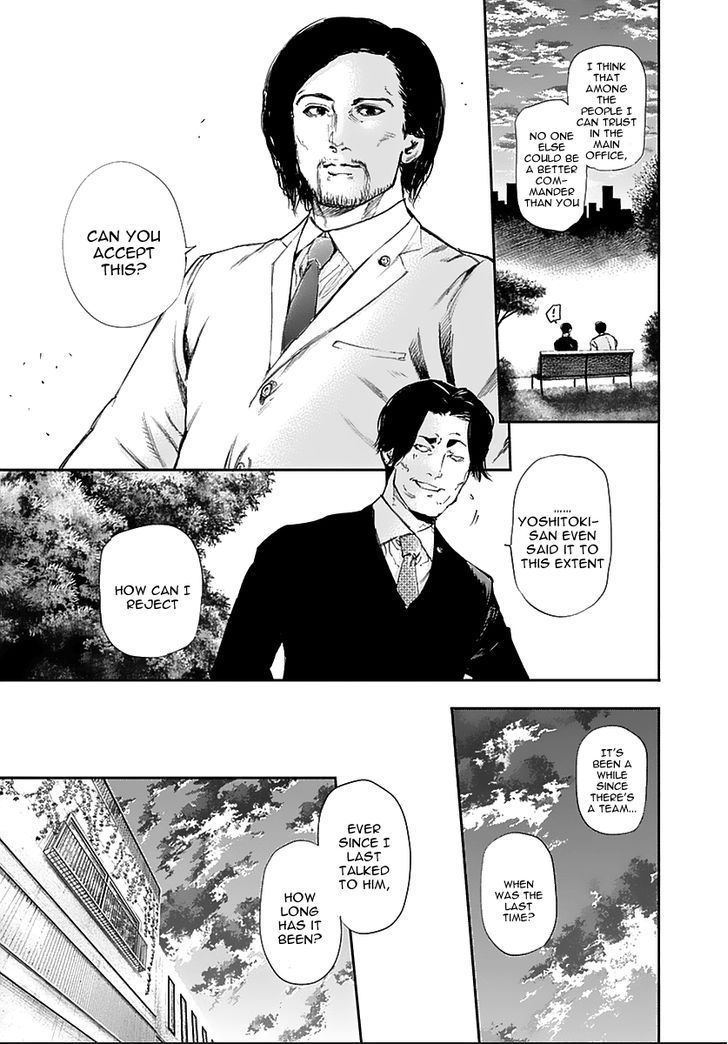 I THINK
THAT AMONG
THE
PEOPLE I
CAN TRUST
IN THE
MAIN
OFFICE,
NO ONE
ELSE
COULD BE
A BETTER
COM-
MANDER
THAN YOU
!
CAN YOU
ACCEPT
THIS?
......
YOSHITOKI-
SAN EVEN
SAID IT TO
THIS EXTENT
HOW CAN I
REJECT
IT'S
BEEN A
WHILE SINCE
THERE'S
A TEAM...
WHEN
WAS THE
LAST
TIME?
EVER
SINCE I
LAST
TALKED
TO HIM,
HOW
LONG
HAS IT
BEEN?